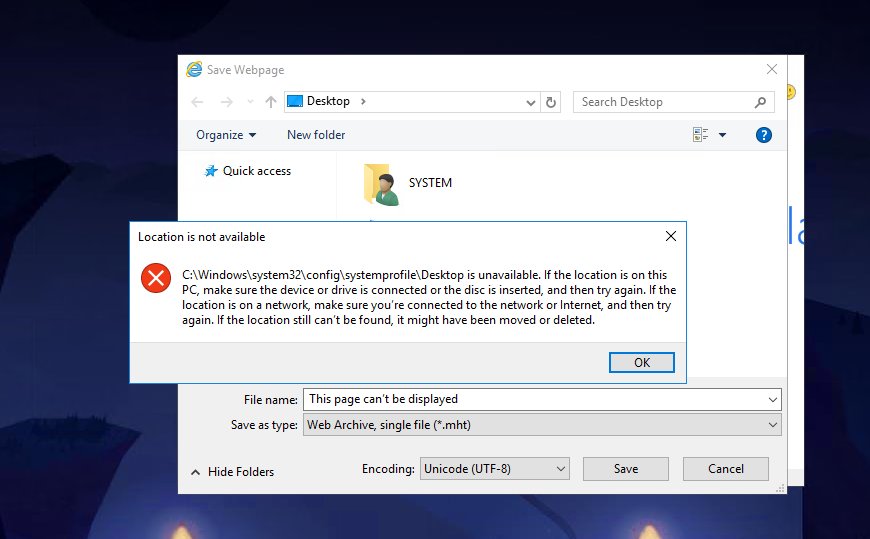 Save Webpage
Desktop
Search Desktop
Organize
New folder
Quick access
SYSTEM
Location is not available
C:\Windows\system32\config\systemprofile\Desktop is unavailable. If the location is on this
PC, make sure the device or drive is connected or the disc is inserted, and then try again. If the
location is on a network, make sure you're connected to the network or Internet, and then try
again. If the location still can't be found, it might have been moved or deleted.
OK
File name:
This page can't be displayed
Save as type:
Web Archive, single file (*.mht)
Hide Folders
Encoding:
Unicode (UTF-8)
Save
Cancel